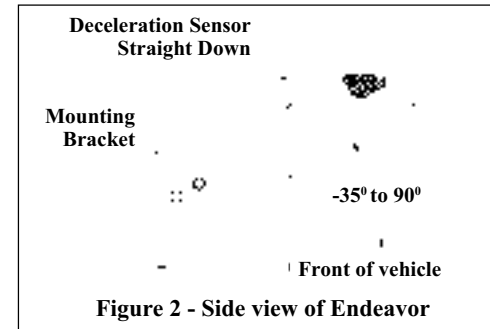 Deceleration Sensor
Straight Down
Mounting
Bracket
-35⁰ to 90⁰
Front of vehicle
Figure 2 - Side view of Endeavor